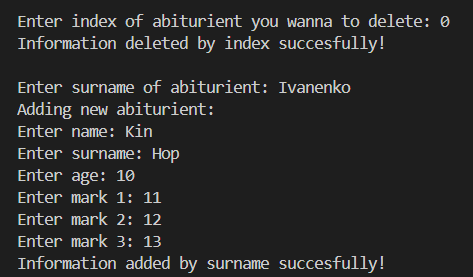 Enter index of abiturient you wanna to delete: 0
Information deleted by index succesfully!
Enter surname of abiturient: Ivanenko
Adding new abiturient:
Enter name: Kin
Enter surname: Hop
Enter age: 10
Enter mark 1: 11
Enter mark 2: 12
Enter mark 3: 13
Information added by surname succesfully!